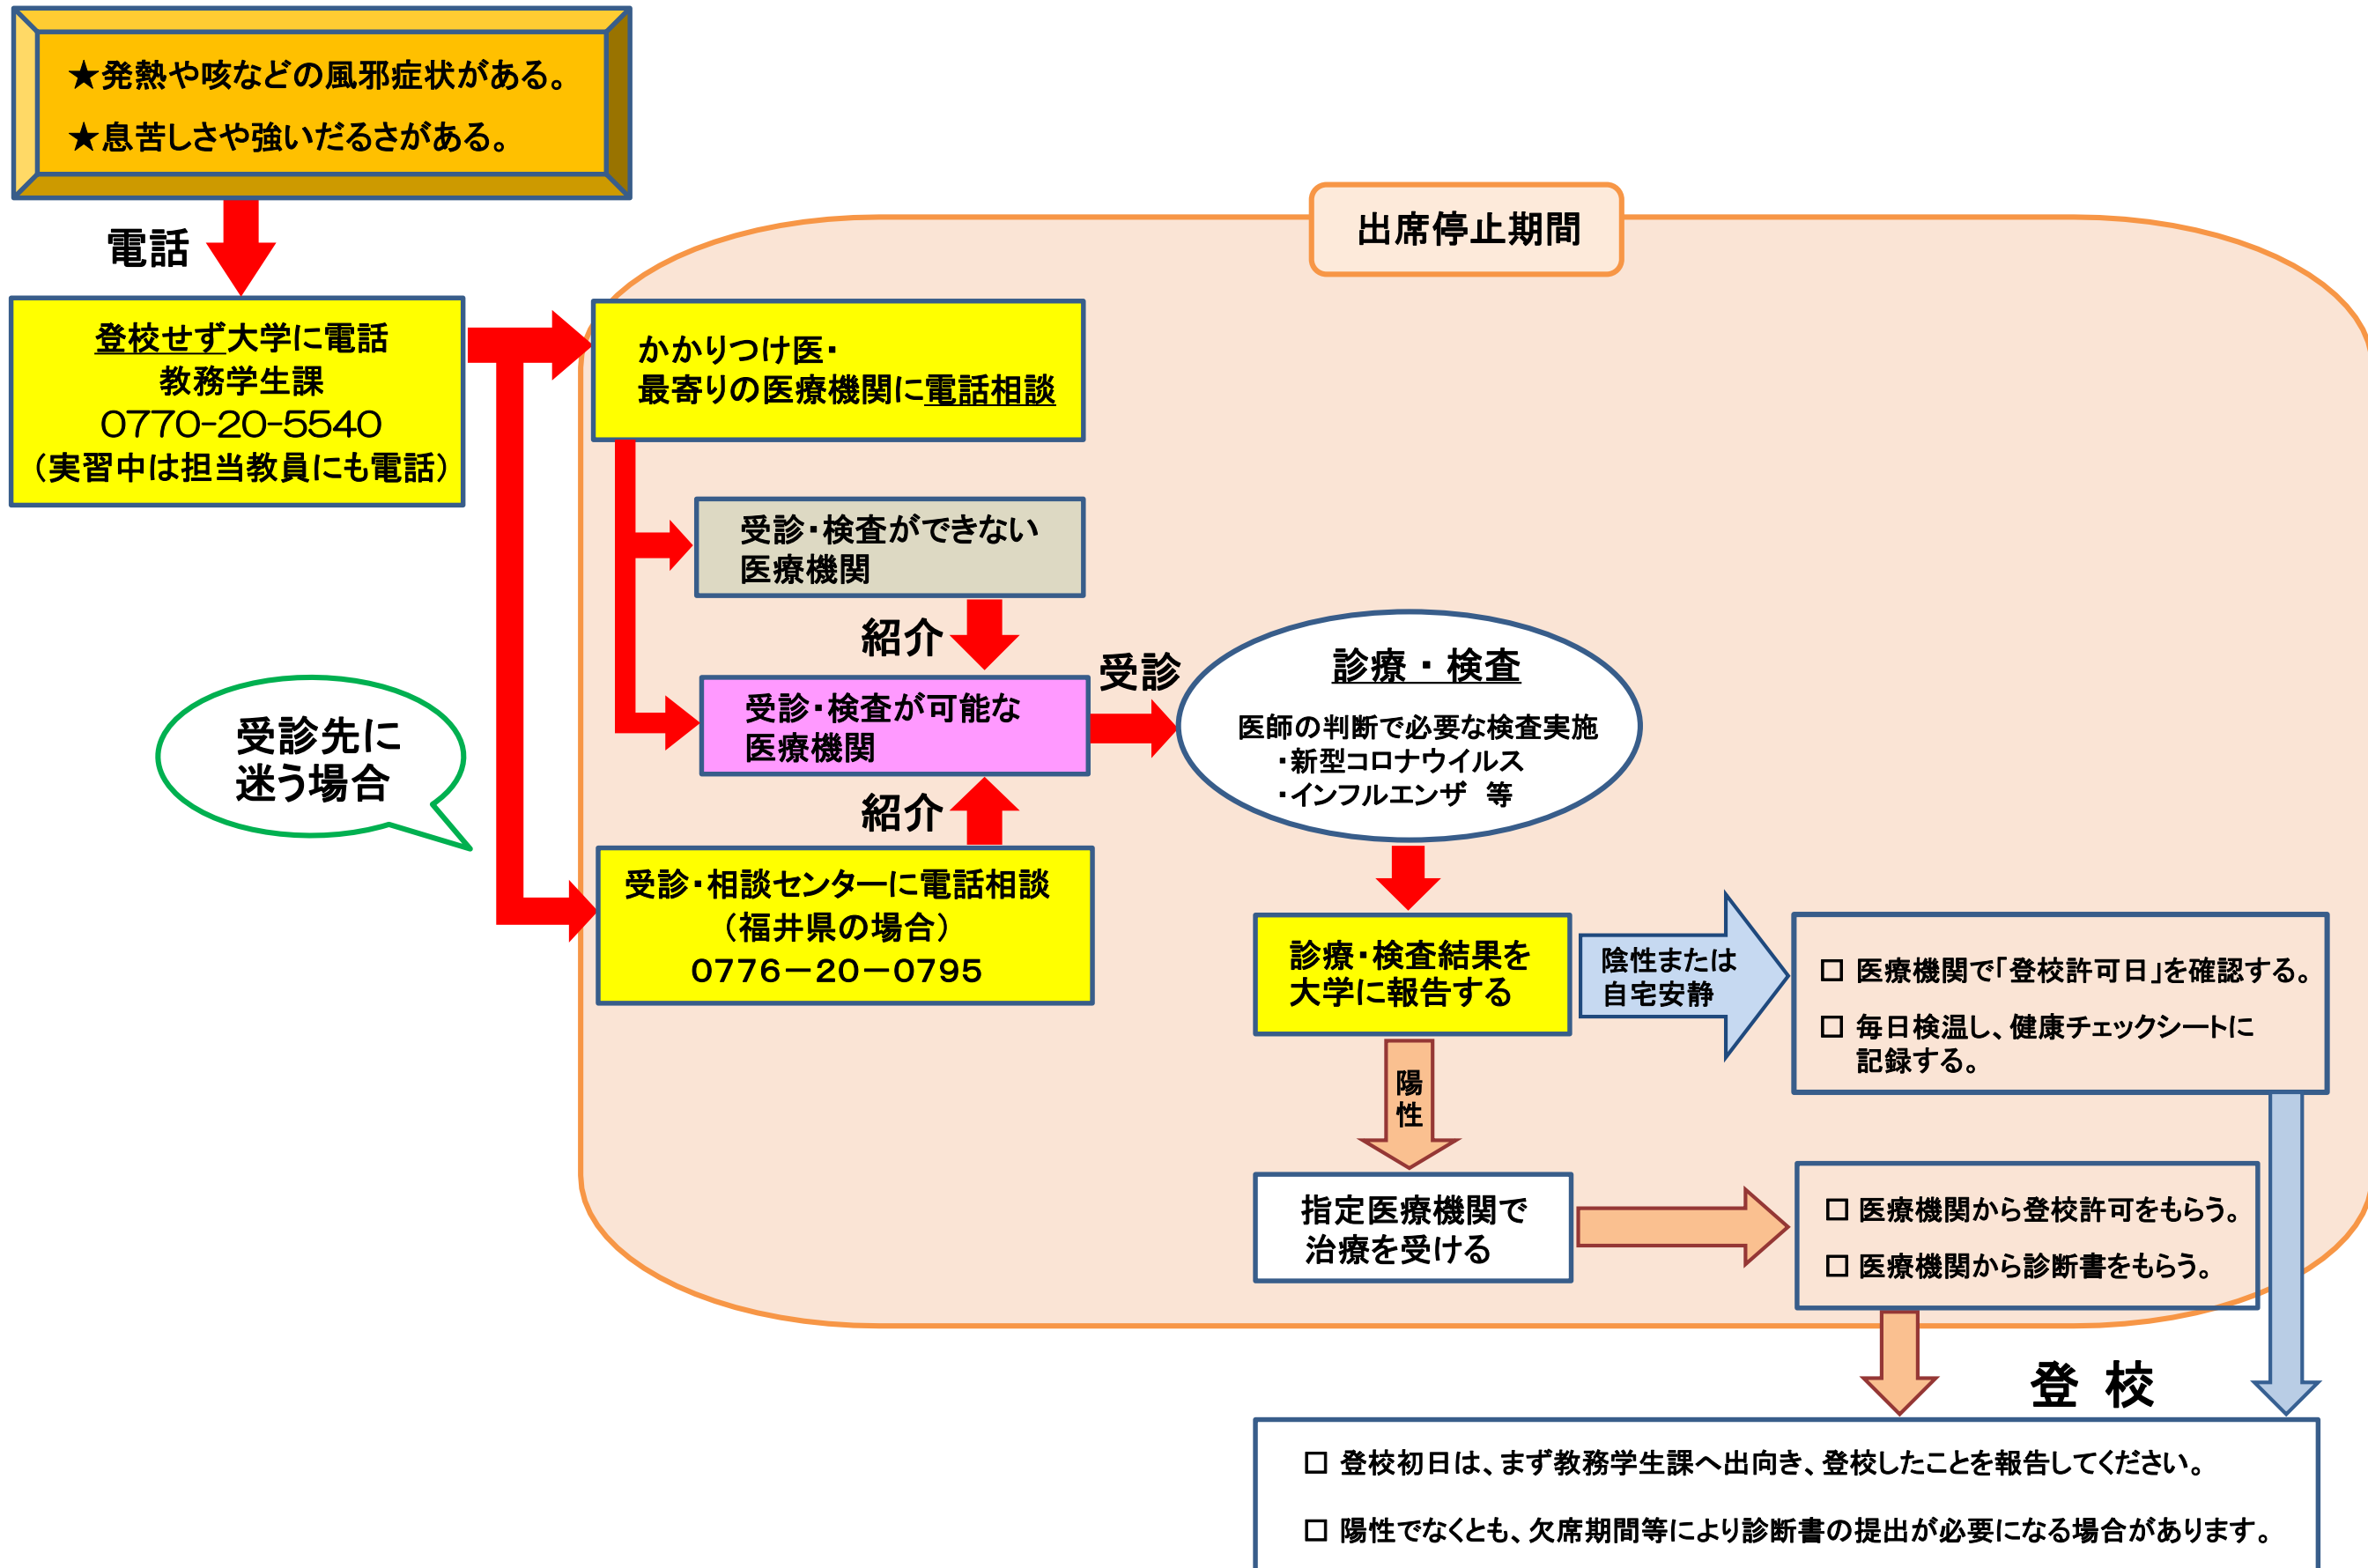 ★発熱や咳などの風邪症状がある。
★息苦しさや強いだるさがある。
電話
登校せず大学に電話
教務学生課
0770-20-5540
（実習中は担当教員にも電話）
出席停止期間
かかりつけ医・
最寄りの医療機関に電話相談
受診・検査ができない
医療機関
紹介
受診・検査が可能な
医療機関
紹介
受診先に
迷う場合
受診・相談センターに電話相談
（福井県の場合）
0776－20－0795
受診
診療 ・ 検査
医師の判断で必要な検査実施
・新型コロナウイルス
・インフルエンザ 等
診療・検査結果を
大学に報告する
陰性または
自宅安静
□ 医療機関で「登校許可日」を確認する。
□ 毎日検温し、健康チェックシートに
記録する。
陽
性
指定医療機関で
治療を受ける
□ 医療機関から登校許可をもらう。
□ 医療機関から診断書をもらう。
登 校
□ 登校初日は、まず教務学生課へ出向き、登校したことを報告してください。
□ 陽性でなくとも、欠席期間等により診断書の提出が必要になる場合があります。